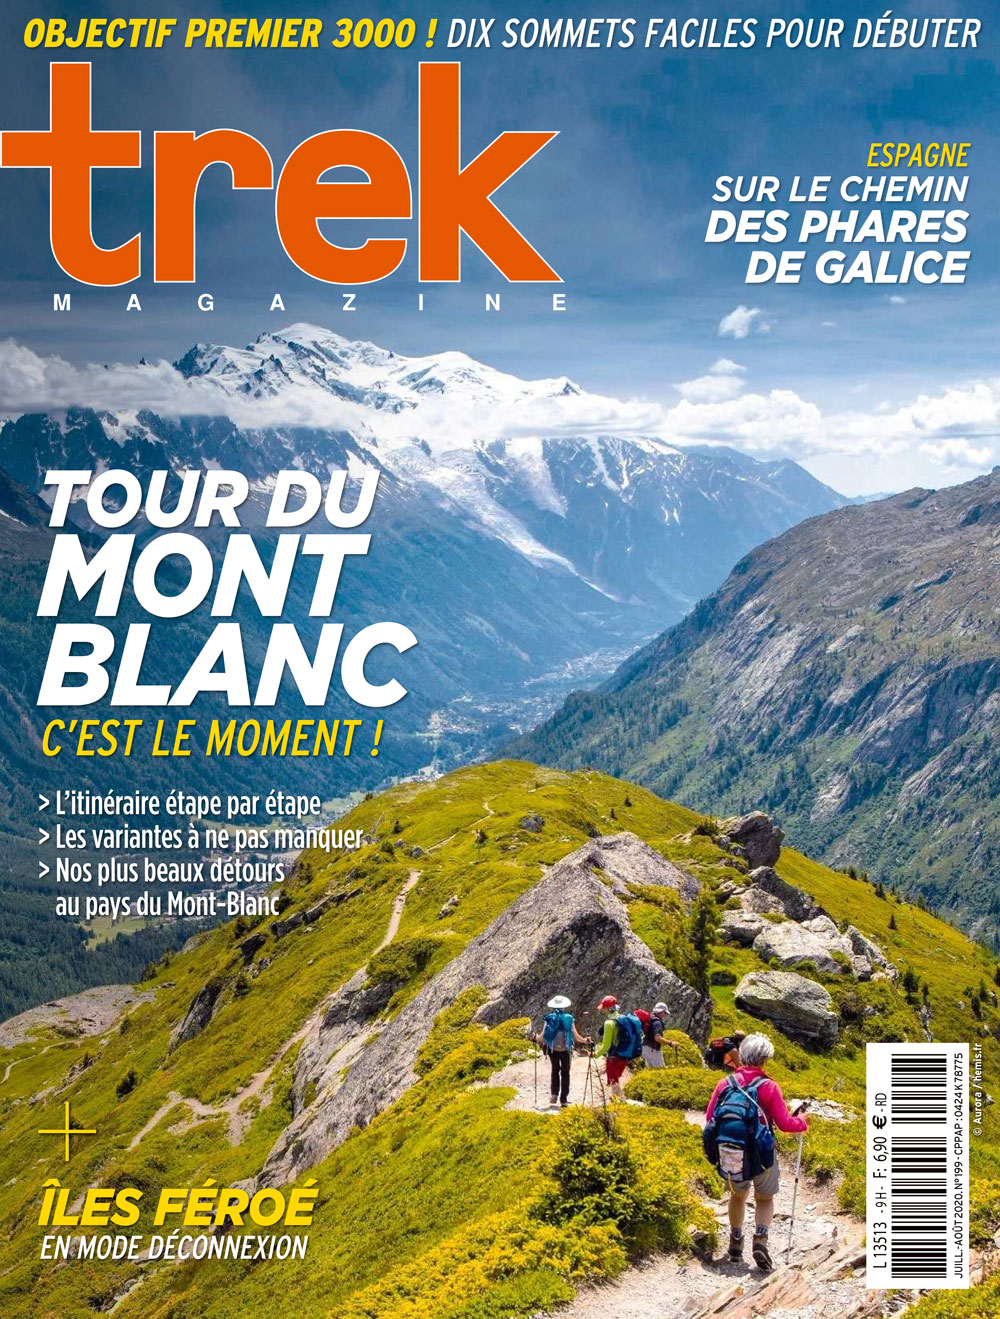 OBJECTIF PREMIER 3000 ! DIX SOMMETS FACILES POUR DÉBUTER
trek
MAGAZINE
ESPAGNE
SUR LE CHEMIN
DES PHARES
DE GALICE
TOUR DU
MONT
BLANC
C'EST LE MOMENT !
> L'itinéraire étape par étape
> Les variantes à ne pas manquer
> Nos plus beaux détours
au pays du Mont-Blanc
+
ÎLES FÉROÉ
EN MODE DÉCONNEXION
L 13513 - 9 H - F: 6,90 € - RD
JUILL.-AOÛT 2020. N°199 - CPPAP : 0424 K 78775
© Aurora / hemis.fr